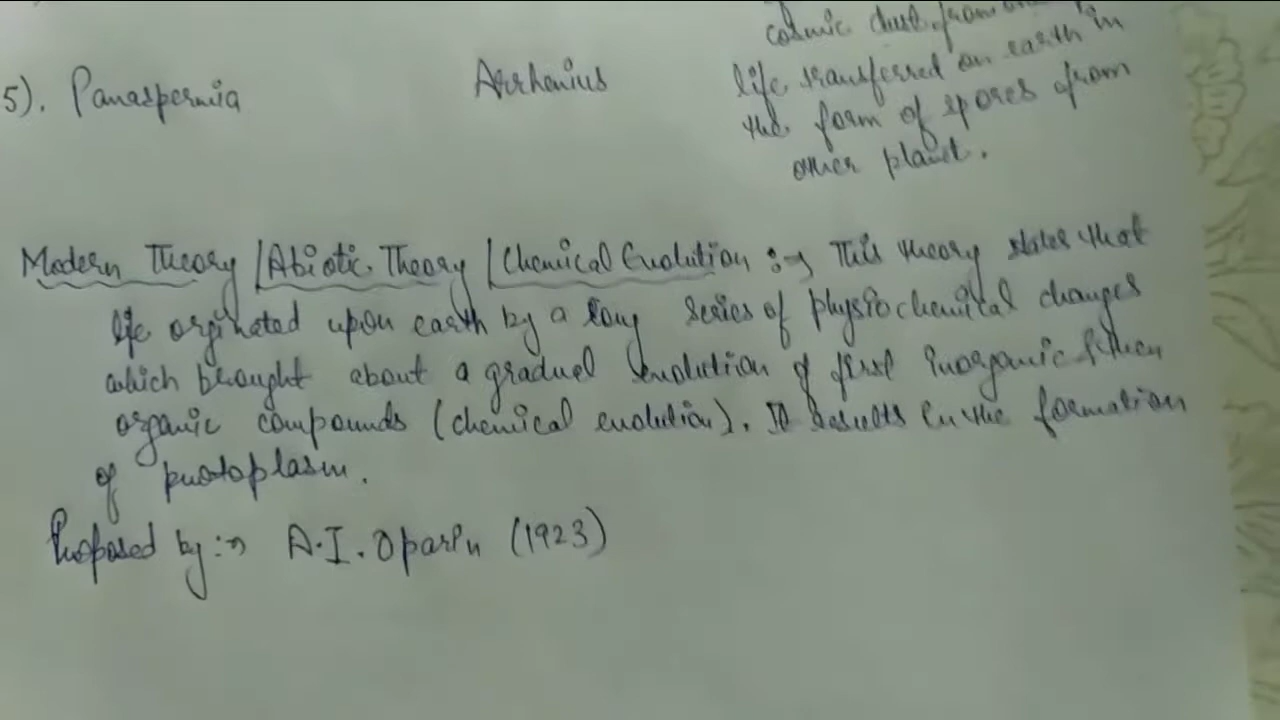 cosmic dust from
5). Panaspermia Arrhenius life transferred on earth in
the form of spores from
other planet.
Modern Theory |Abiotic Theory |Chemical Evolution :→ This theory states that
life orginated upon earth by a long series of physiochemical changes
which brought about a gradual evolution of first inorganic & then
organic compounds (chemical evolution). It results in the formation
of protoplasm.
Proposed by :→ A.I. Oparin (1923)